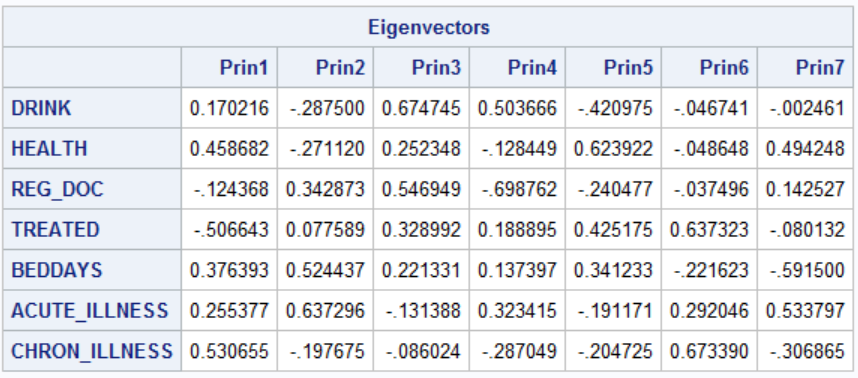 Eigenvectors
Prin1 Prin2 Prin3 Prin4 Prin5 Prin6 Prin7
DRINK 0.170216 -.287500 0.674745 0.503666 -.420975 -.046741 -.002461
HEALTH 0.458682 -.271120 0.252348 -.128449 0.623922 -.048648 0.494248
REG_DOC -.124368 0.342873 0.546949 -.698762 -.240477 -.037496 0.142527
TREATED -.506643 0.077589 0.328992 0.188895 0.425175 0.637323 -.080132
BEDDAYS 0.376393 0.524437 0.221331 0.137397 0.341233 -.221623 -.591500
ACUTE_ILLNESS 0.255377 0.637296 -.131388 0.323415 -.191171 0.292046 0.533797
CHRON_ILLNESS 0.530655 -.197675 -.086024 -.287049 -.204725 0.673390 -.306865